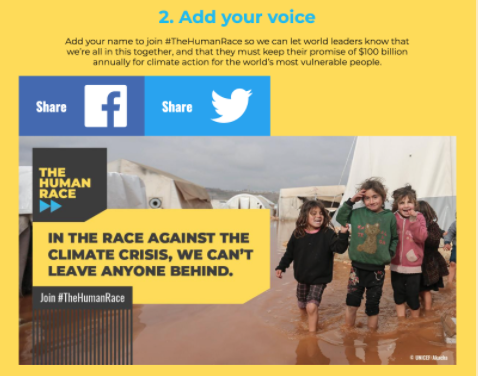 2. Add your voice
Add your name to join #TheHumanRace so we can let world leaders know that
we're all in this together, and that they must keep their promise of $100 billion
annually for climate action for the world's most vulnerable people.
Share
Share
THE
HUMAN
RACE
IN THE RACE AGAINST THE
CLIMATE CRISIS, WE CAN'T
LEAVE ANYONE BEHIND.
Join #TheHumanRace